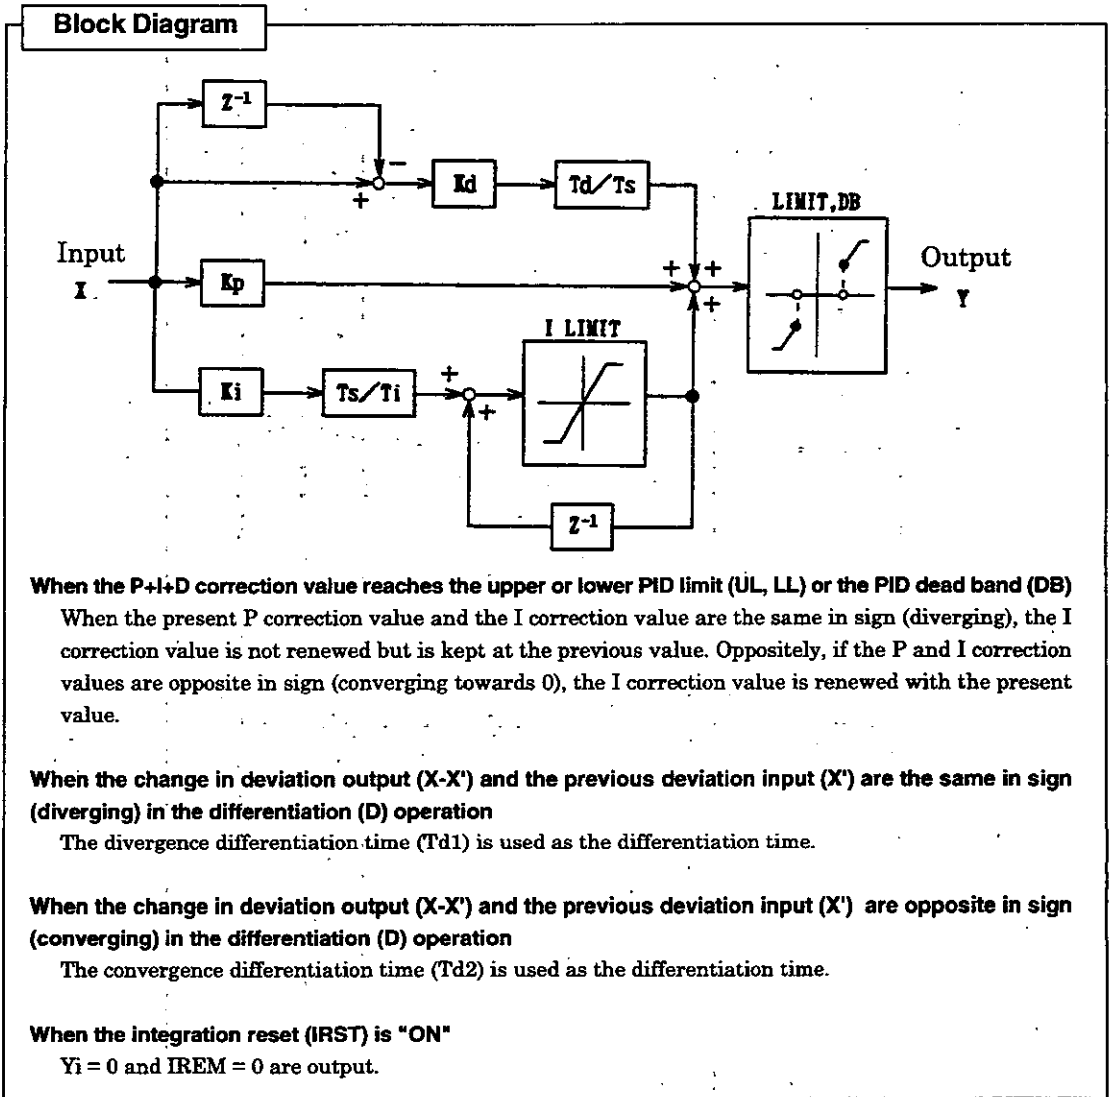 Block Diagram
Z⁻¹
−
+
Kd
Td/Ts
LIMIT,DB
Input
X
Kp
+
+
+
Output
Y
I LIMIT
Ki
Ts/Ti
+
+
Z⁻¹
When the P+I+D correction value reaches the upper or lower PID limit (UL, LL) or the PID dead band (DB)
When the present P correction value and the I correction value are the same in sign (diverging), the I
correction value is not renewed but is kept at the previous value. Oppositely, if the P and I correction
values are opposite in sign (converging towards 0), the I correction value is renewed with the present
value.
When the change in deviation output (X-X') and the previous deviation input (X') are the same in sign
(diverging) in the differentiation (D) operation
The divergence differentiation time (Td1) is used as the differentiation time.
When the change in deviation output (X-X') and the previous deviation input (X') are opposite in sign
(converging) in the differentiation (D) operation
The convergence differentiation time (Td2) is used as the differentiation time.
When the integration reset (IRST) is "ON"
Yi = 0 and IREM = 0 are output.